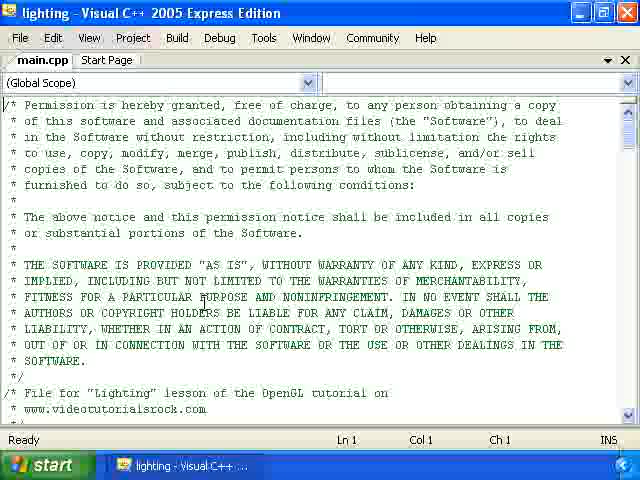 lighting - Visual C++ 2005 Express Edition
File Edit View Project Build Debug Tools Window Community Help
main.cpp Start Page
(Global Scope)
/* Permission is hereby granted, free of charge, to any person obtaining a copy
* of this software and associated documentation files (the "Software"), to deal
* in the Software without restriction, including without limitation the rights
* to use, copy, modify, merge, publish, distribute, sublicense, and/or sell
* copies of the Software, and to permit persons to whom the Software is
* furnished to do so, subject to the following conditions:
*
* The above notice and this permission notice shall be included in all copies
* or substantial portions of the Software.
*
* THE SOFTWARE IS PROVIDED "AS IS", WITHOUT WARRANTY OF ANY KIND, EXPRESS OR
* IMPLIED, INCLUDING BUT NOT LIMITED TO THE WARRANTIES OF MERCHANTABILITY,
* FITNESS FOR A PARTICULAR PURPOSE AND NONINFRINGEMENT. IN NO EVENT SHALL THE
* AUTHORS OR COPYRIGHT HOLDERS BE LIABLE FOR ANY CLAIM, DAMAGES OR OTHER
* LIABILITY, WHETHER IN AN ACTION OF CONTRACT, TORT OR OTHERWISE, ARISING FROM,
* OUT OF OR IN CONNECTION WITH THE SOFTWARE OR THE USE OR OTHER DEALINGS IN THE
* SOFTWARE.
*/
/* File for "Lighting" lesson of the OpenGL tutorial on
* www.videotutorialsrock.com
*/
Ready Ln 1 Col 1 Ch 1 INS
start lighting - Visual C++ ...